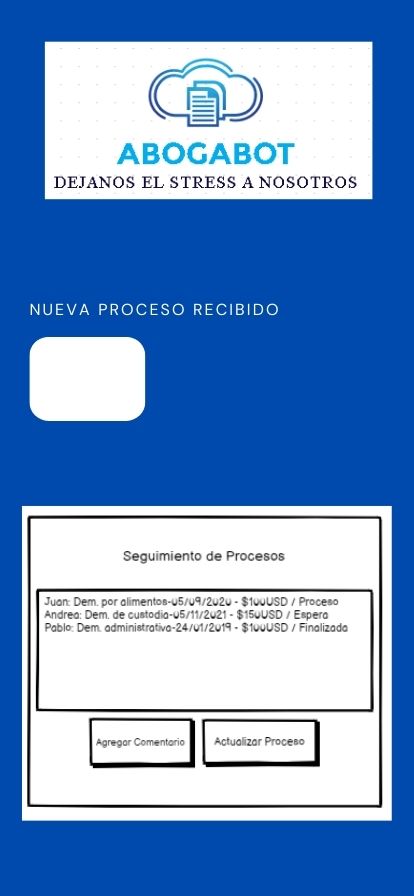 ABOGABOT
DEJANOS EL STRESS A NOSOTROS
NUEVA PROCESO RECIBIDO
Seguimiento de Procesos
Juan: Dem. por alimentos-05/09/2020 - $100USD / Proceso
Andrea: Dem. de custodia-05/11/2021 - $150USD / Espera
Pablo: Dem. administrativa-24/01/2019 - $100USD / Finalizada
Agregar Comentario
Actualizar Proceso